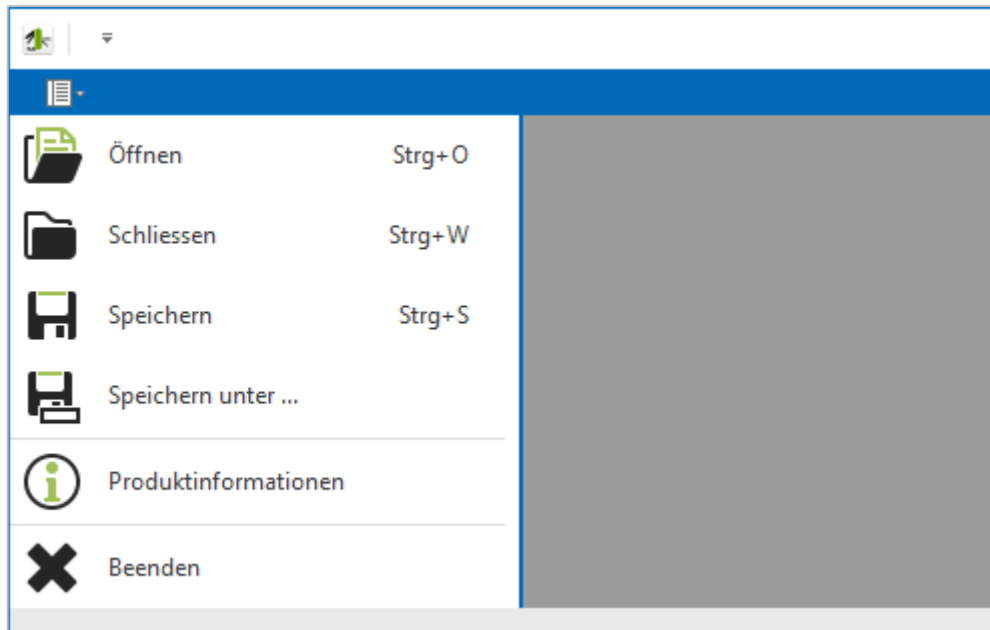 Öffnen Strg+O
Schliessen Strg+W
Speichern Strg+S
Speichern unter ...
Produktinformationen
Beenden